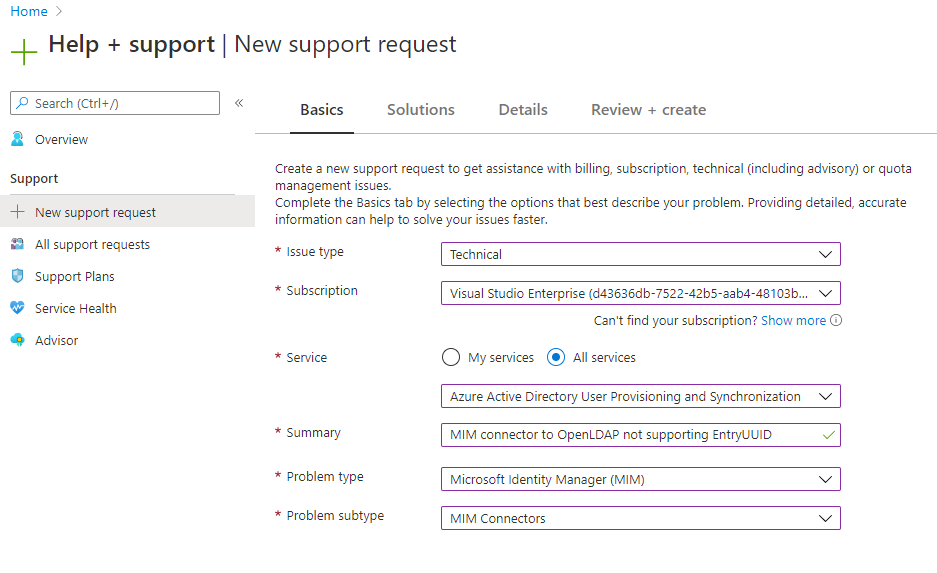 Home >
Help + support | New support request
Search (Ctrl+/)
«
Overview
Support
New support request
All support requests
Support Plans
Service Health
Advisor
Basics
Solutions
Details
Review + create
Create a new support request to get assistance with billing, subscription, technical (including advisory) or quota
management issues.
Complete the Basics tab by selecting the options that best describe your problem. Providing detailed, accurate
information can help to solve your issues faster.
* Issue type
Technical
* Subscription
Visual Studio Enterprise (d43636db-7522-42b5-aab4-48103b...
Can't find your subscription? Show more
* Service
My services
All services
Azure Active Directory User Provisioning and Synchronization
* Summary
MIM connector to OpenLDAP not supporting EntryUUID
* Problem type
Microsoft Identity Manager (MIM)
* Problem subtype
MIM Connectors